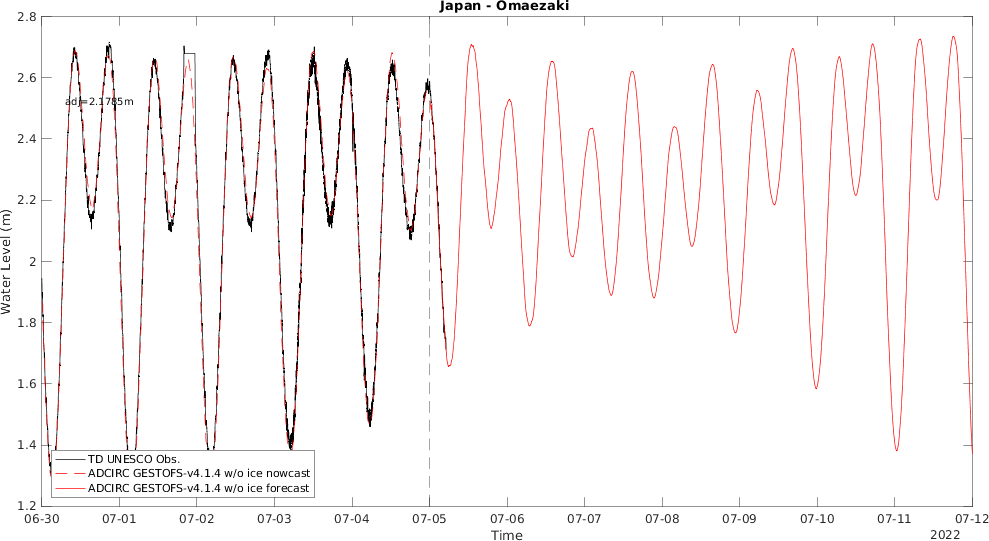 Japan - Omaezaki
2.8
2.6
2.4
2.2
2
1.8
1.6
1.4
1.2
Water Level (m)
adj=2.1785m
TD UNESCO Obs.
ADCIRC GESTOFS-v4.1.4 w/o ice nowcast
ADCIRC GESTOFS-v4.1.4 w/o ice forecast
06-30 07-01 07-02 07-03 07-04 07-05 07-06 07-07 07-08 07-09 07-10 07-11 07-12
Time
2022